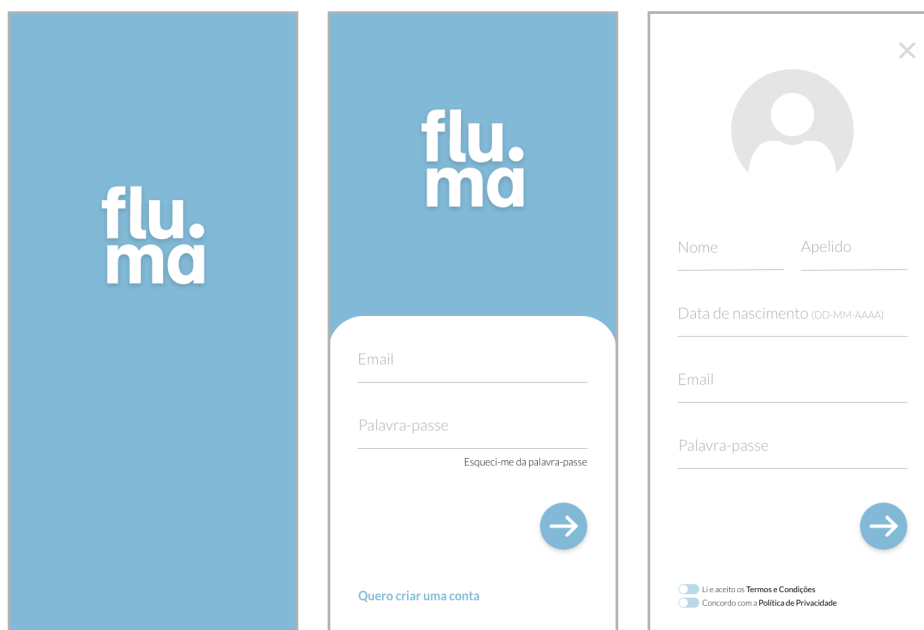 flu.
ma
flu.
ma
Email
Palavra-passe
Esqueci-me da palavra-passe
Quero criar uma conta
Nome
Apelido
Data de nascimento (DD-MM-AAAA)
Email
Palavra-passe
Li e aceito os Termos e Condições
Concordo com a Política de Privacidade